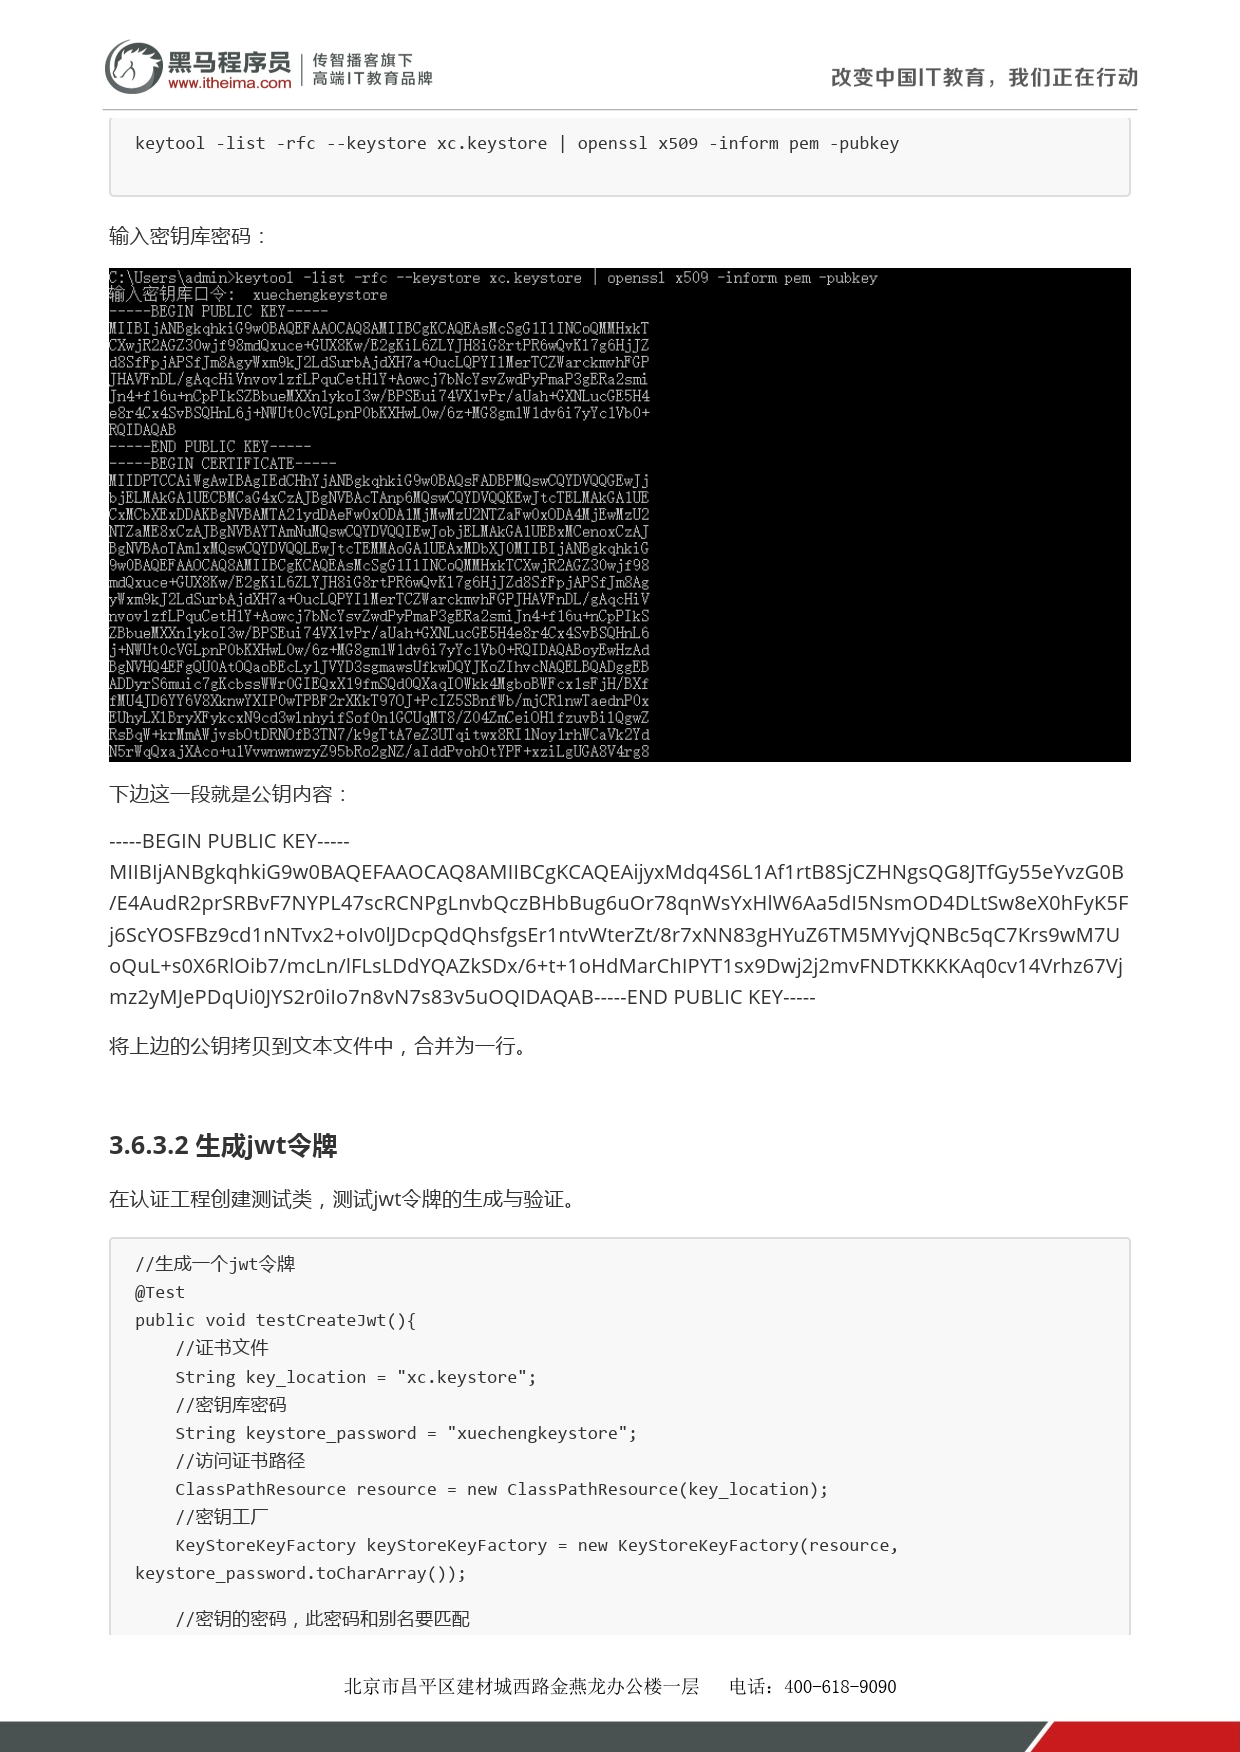 黑马程序员
www.itheima.com
传智播客旗下
高端IT教育品牌
改变中国IT教育，我们正在行动
keytool -list -rfc --keystore xc.keystore | openssl x509 -inform pem -pubkey
输入密钥库密码：
C:\Users\admin>keytool -list -rfc --keystore xc.keystore | openssl x509 -inform pem -pubkey
输入密钥库口令:  xuechengkeystore
-----BEGIN PUBLIC KEY-----
MIIBIjANBgkqhkiG9w0BAQEFAAOCAQ8AMIIBCgKCAQEAsMcSgG1I1INCoQMMHxkT
CXwjR2AGZ30wjf98mdQxuce+GUX8Kw/E2gKiL6ZLYJH8iG8rtPR6wQvK17g6HjJZ
d8SfFpjAPSfJm8AgyWxm9kJ2LdSurbAjdXH7a+OucLQPYI1MerTCZWarckmvhFGP
JHAVFnDL/gAqcHiVnvov1zfLPquCetH1Y+Aowcj7bNcYsvZwdPyPmaP3gERa2smi
Jn4+f16u+nCpPIkSZBbueMXXn1ykoI3w/BPSEui74VX1vPr/aUah+GXNLucGE5H4
e8r4Cx4SvBSQHnL6j+NWUt0cVGLpnP0bKXHwL0w/6z+MG8gm1W1dv6i7yYc1Vb0+
RQIDAQAB
-----END PUBLIC KEY-----
-----BEGIN CERTIFICATE-----
MIIDPTCCAiWgAwIBAgIEdCHhYjANBgkqhkiG9w0BAQsFADBPMQswCQYDVQQGEwJj
bjELMAkGA1UECBMCaG4xCzAJBgNVBAcTAnp6MQswCQYDVQQKEwJtcTELMAkGA1UE
CxMCbXExDDAKBgNVBAMTA21ydDAeFw0xODA1MjMwMzU2NTZaFw0xODA4MjEwMzU2
NTZaME8xCzAJBgNVBAYTAmNuMQswCQYDVQQIEwJobjELMAkGA1UEBxMCenoxCzAJ
BgNVBAoTAm1xMQswCQYDVQQLEwJtcTEMMAoGA1UEAxMDbXJ0MIIBIjANBgkqhkiG
9w0BAQEFAAOCAQ8AMIIBCgKCAQEAsMcSgG1I1INCoQMMHxkTCXwjR2AGZ30wjf98
mdQxuce+GUX8Kw/E2gKiL6ZLYJH8iG8rtPR6wQvK17g6HjJZd8SfFpjAPSfJm8Ag
yWxm9kJ2LdSurbAjdXH7a+OucLQPYI1MerTCZWarckmvhFGPJHAVFnDL/gAqcHiV
nvov1zfLPquCetH1Y+Aowcj7bNcYsvZwdPyPmaP3gERa2smiJn4+f16u+nCpPIkS
ZBbueMXXn1ykoI3w/BPSEui74VX1vPr/aUah+GXNLucGE5H4e8r4Cx4SvBSQHnL6
j+NWUt0cVGLpnP0bKXHwL0w/6z+MG8gm1W1dv6i7yYc1Vb0+RQIDAQABoyEwHzAd
BgNVHQ4EFgQU0AtOQaoBEcLy1JVYD3sgmawsUfkwDQYJKoZIhvcNAQELBQADggEB
ADDyrS6muic7gKcbssWWr0GIEQxX19fmSQd0QXaqIOWkk4MgboBWFcx1sFjH/BXf
fMU4JD6YY6V8XknwYXIP0wTPBF2rXKkT97OJ+PcIZ5SBnfWb/mjCR1nwTaednP0x
EUhyLX1BryXFykcxN9cd3w1nhyifSof0n1GCUqMT8/Z04ZmCeiOH1fzuvBi1QgwZ
RsBqW+krMmAWjvsbOtDRNOfB3TN7/k9gTtA7eZ3UTqitwx8RI1Noy1rhWCaVk2Yd
N5rWqQxajXAco+u1VvwnwnwzyZ95bRo2gNZ/aIddPvohOtYPF+xziLgUGA8V4rg8
下边这一段就是公钥内容：
-----BEGIN PUBLIC KEY-----
MIIBIjANBgkqhkiG9w0BAQEFAAOCAQ8AMIIBCgKCAQEAijyxMdq4S6L1Af1rtB8SjCZHNgsQG8JTfGy55eYvzG0B
/E4AudR2prSRBvF7NYPL47scRCNPgLnvbQczBHbBug6uOr78qnWsYxHlW6Aa5dI5NsmOD4DLtSw8eX0hFyK5F
j6ScYOSFBz9cd1nNTvx2+oIv0lJDcpQdQhsfgsEr1ntvWterZt/8r7xNN83gHYuZ6TM5MYvjQNBc5qC7Krs9wM7U
oQuL+s0X6RlOib7/mcLn/lFLsLDdYQAZkSDx/6+t+1oHdMarChIPYT1sx9Dwj2j2mvFNDTKKKKAq0cv14Vrhz67Vj
mz2yMJePDqUi0JYS2r0iIo7n8vN7s83v5uOQIDAQAB-----END PUBLIC KEY-----
将上边的公钥拷贝到文本文件中，合并为一行。
3.6.3.2 生成jwt令牌
在认证工程创建测试类，测试jwt令牌的生成与验证。
//生成一个jwt令牌
@Test
public void testCreateJwt(){
    //证书文件
    String key_location = "xc.keystore";
    //密钥库密码
    String keystore_password = "xuechengkeystore";
    //访问证书路径
    ClassPathResource resource = new ClassPathResource(key_location);
    //密钥工厂
    KeyStoreKeyFactory keyStoreKeyFactory = new KeyStoreKeyFactory(resource,
keystore_password.toCharArray());
    //密钥的密码，此密码和别名要匹配
北京市昌平区建材城西路金燕龙办公楼一层   电话：400-618-9090